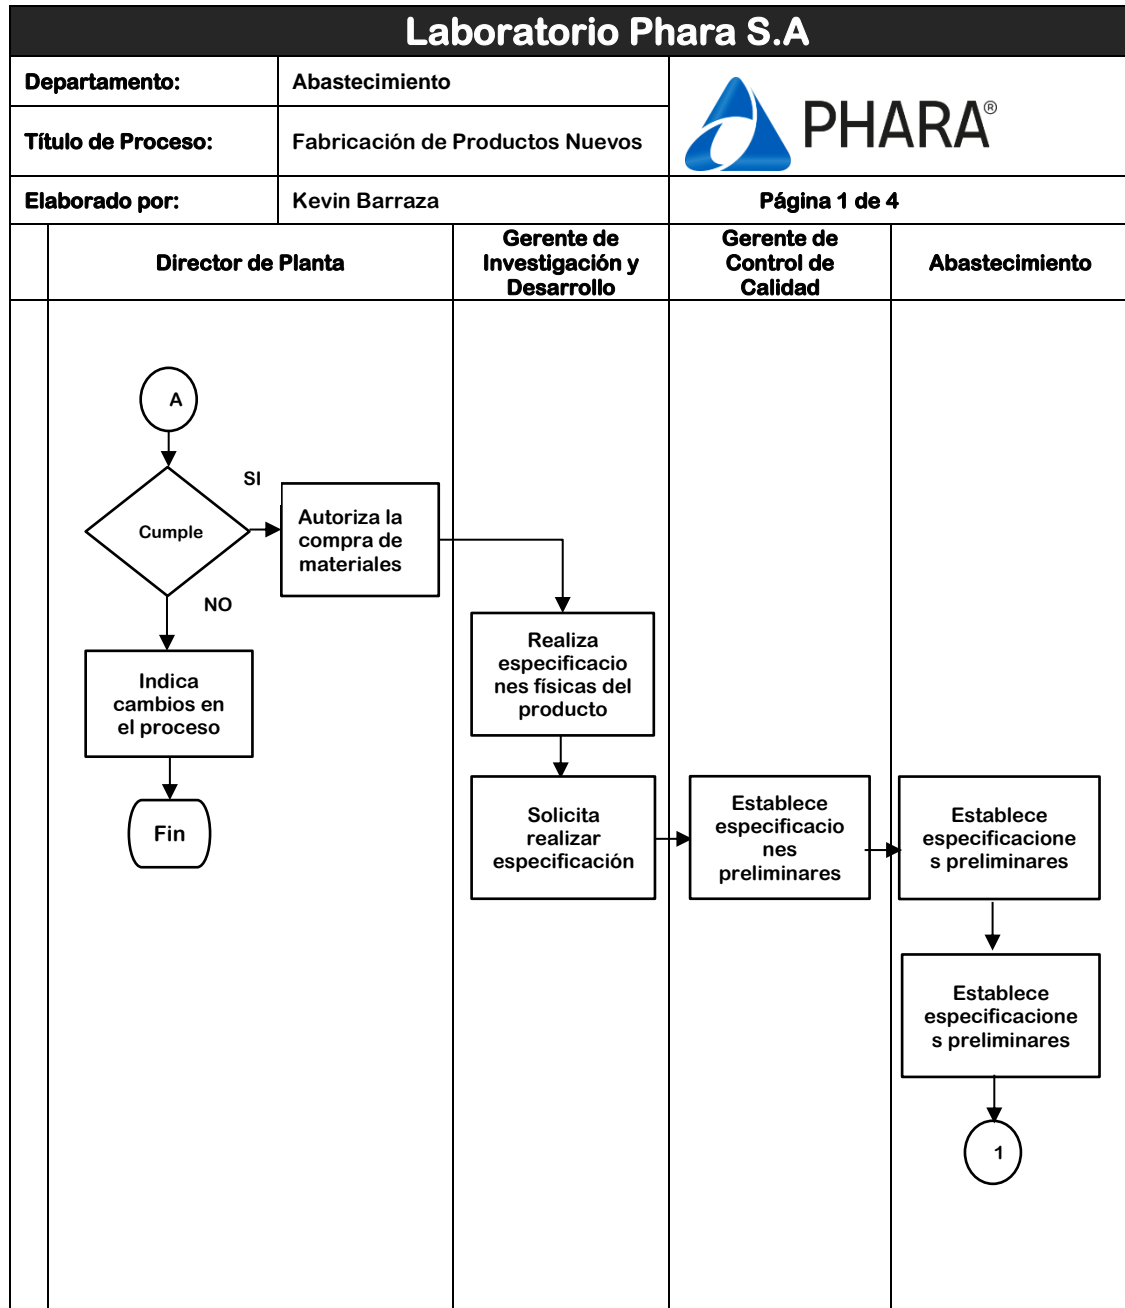 Laboratorio Phara S.A
Departamento:
Abastecimiento
PHARA®
Título de Proceso:
Fabricación de Productos Nuevos
Elaborado por:
Kevin Barraza
Página 1 de 4
Director de Planta
Gerente de
Investigación y
Desarrollo
Gerente de
Control de
Calidad
Abastecimiento
A
SI
Cumple
Autoriza la
compra de
materiales
NO
Indica
cambios en
el proceso
Fin
Realiza
especificacio
nes físicas del
producto
Solicita
realizar
especificación
Establece
especificacio
nes
preliminares
Establece
especificacione
s preliminares
Establece
especificacione
s preliminares
1